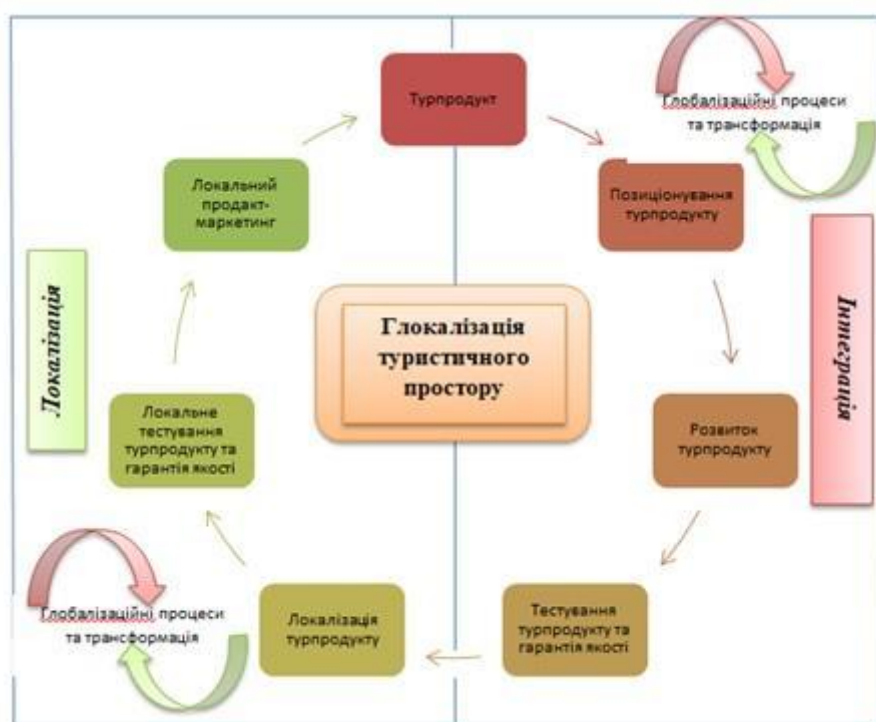 Турпродукт
Глобалізаційні процеси
та трансформація
Позиціонування
турпродукту
Інтеграція
Розвиток
турпродукту
Тестування
турпродукту та
гарантія якості
Локалізація
турпродукту
Глобалізаційні процеси
та трансформація
Локальне
тестування
турпродукту та
гарантія якості
Локалізація
Локальний
продакт-
маркетинг
Глокалізація
туристичного
простору